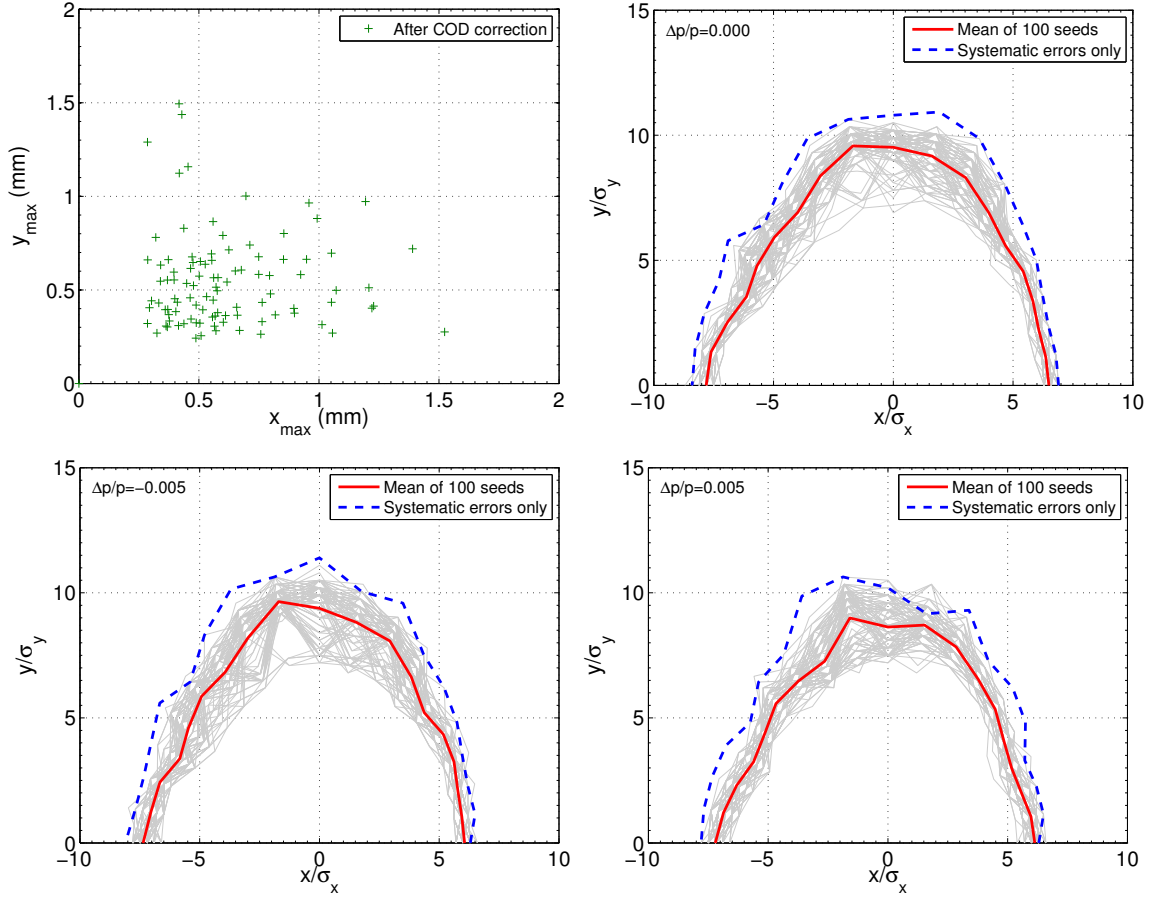 2
1.5
1
0.5
0
y_max (mm)
+ After COD correction
0 0.5 1 1.5 2
x_max (mm)
15
10
5
0
y/σ_y
Δp/p=0.000
Mean of 100 seeds
Systematic errors only
−10 −5 0 5 10
x/σ_x
15
10
5
0
y/σ_y
Δp/p=−0.005
Mean of 100 seeds
Systematic errors only
−10 −5 0 5 10
x/σ_x
15
10
5
0
y/σ_y
Δp/p=0.005
Mean of 100 seeds
Systematic errors only
−10 −5 0 5 10
x/σ_x